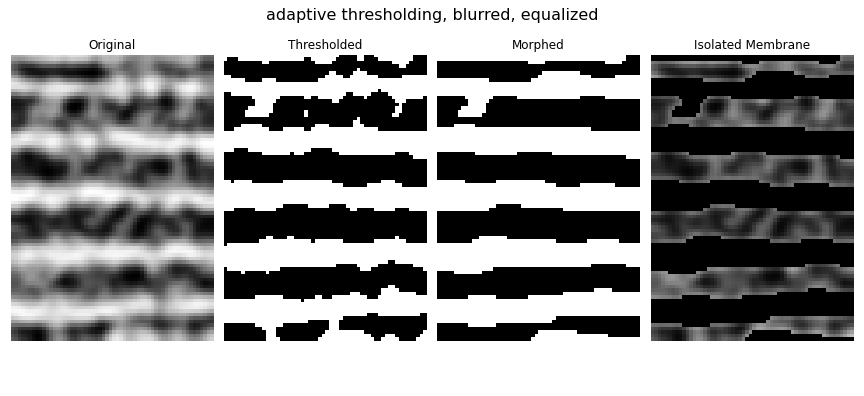 adaptive thresholding, blurred, equalized
Original
Thresholded
Morphed
Isolated Membrane